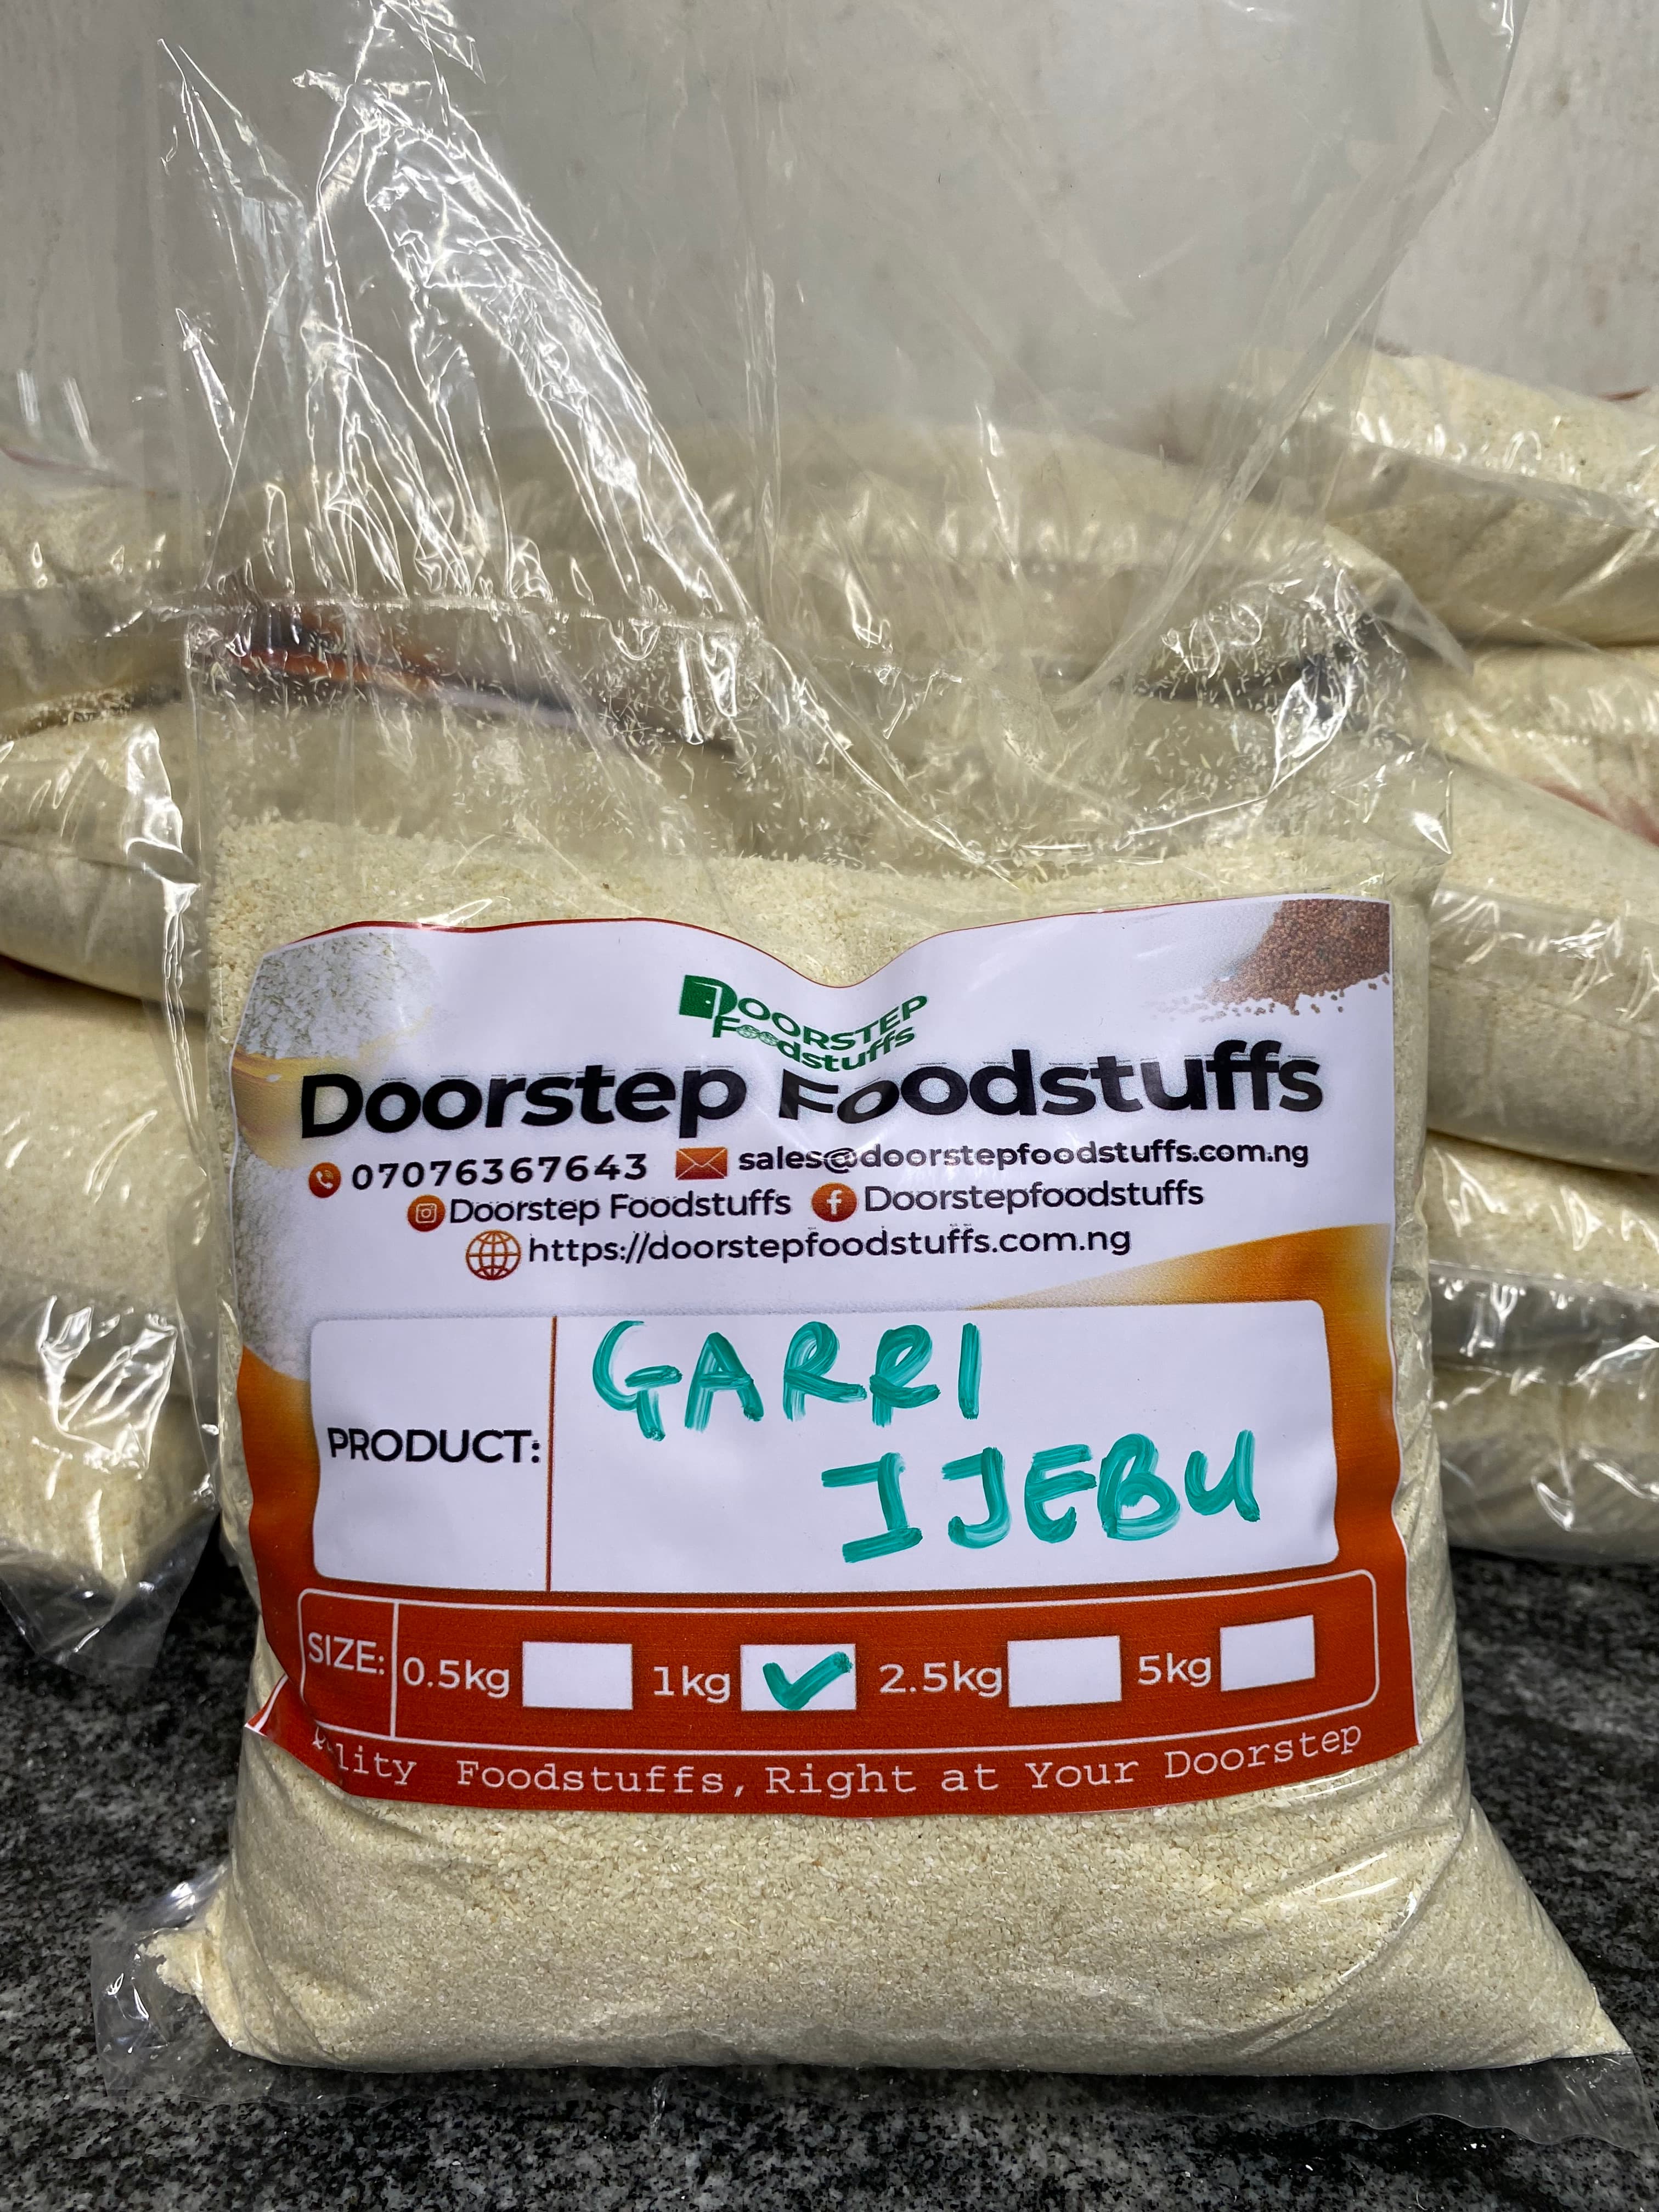 DOORSTEP
Foodstuffs
Doorstep Foodstuffs
07076367643 sales@doorstepfoodstuffs.com.ng
Doorstep Foodstuffs Doorstepfoodstuffs
https://doorstepfoodstuffs.com.ng
PRODUCT: GARRI
IJEBU
SIZE: 0.5kg 1kg ✓ 2.5kg 5kg
Foodstuffs, Right at Your Doorstep